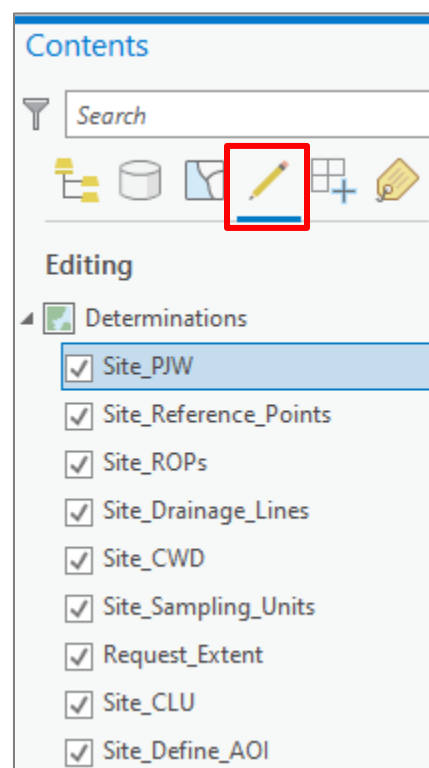 Contents
Search
Editing
Determinations
Site_PJW
Site_Reference_Points
Site_ROPs
Site_Drainage_Lines
Site_CWD
Site_Sampling_Units
Request_Extent
Site_CLU
Site_Define_AOI